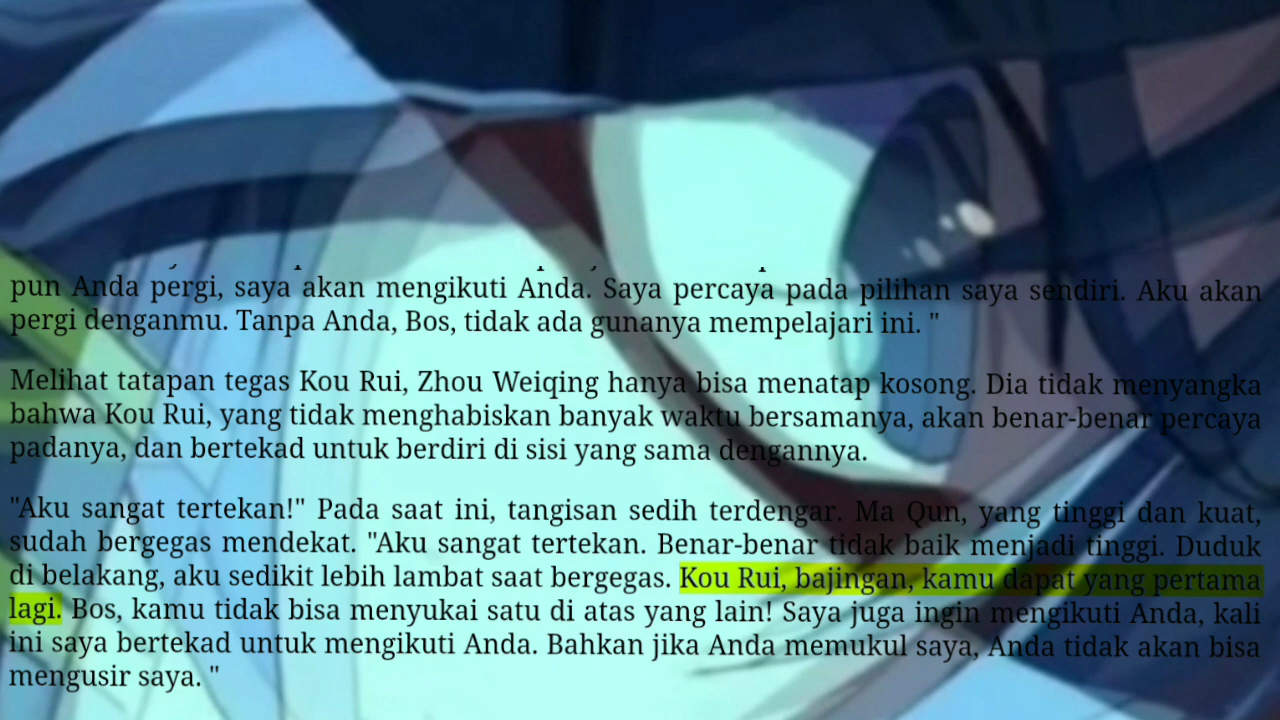 pun Anda pergi, saya akan mengikuti Anda. Saya percaya pada pilihan saya sendiri. Aku akan
pergi denganmu. Tanpa Anda, Bos, tidak ada gunanya mempelajari ini. "
Melihat tatapan tegas Kou Rui, Zhou Weiqing hanya bisa menatap kosong. Dia tidak menyangka
bahwa Kou Rui, yang tidak menghabiskan banyak waktu bersamanya, akan benar-benar percaya
padanya, dan bertekad untuk berdiri di sisi yang sama dengannya.
"Aku sangat tertekan!" Pada saat ini, tangisan sedih terdengar. Ma Qun, yang tinggi dan kuat,
sudah bergegas mendekat. "Aku sangat tertekan. Benar-benar tidak baik menjadi tinggi. Duduk
di belakang, aku sedikit lebih lambat saat bergegas. Kou Rui, bajingan, kamu dapat yang pertama
lagi. Bos, kamu tidak bisa menyukai satu di atas yang lain! Saya juga ingin mengikuti Anda, kali
ini saya bertekad untuk mengikuti Anda. Bahkan jika Anda memukul saya, Anda tidak akan bisa
mengusir saya. "